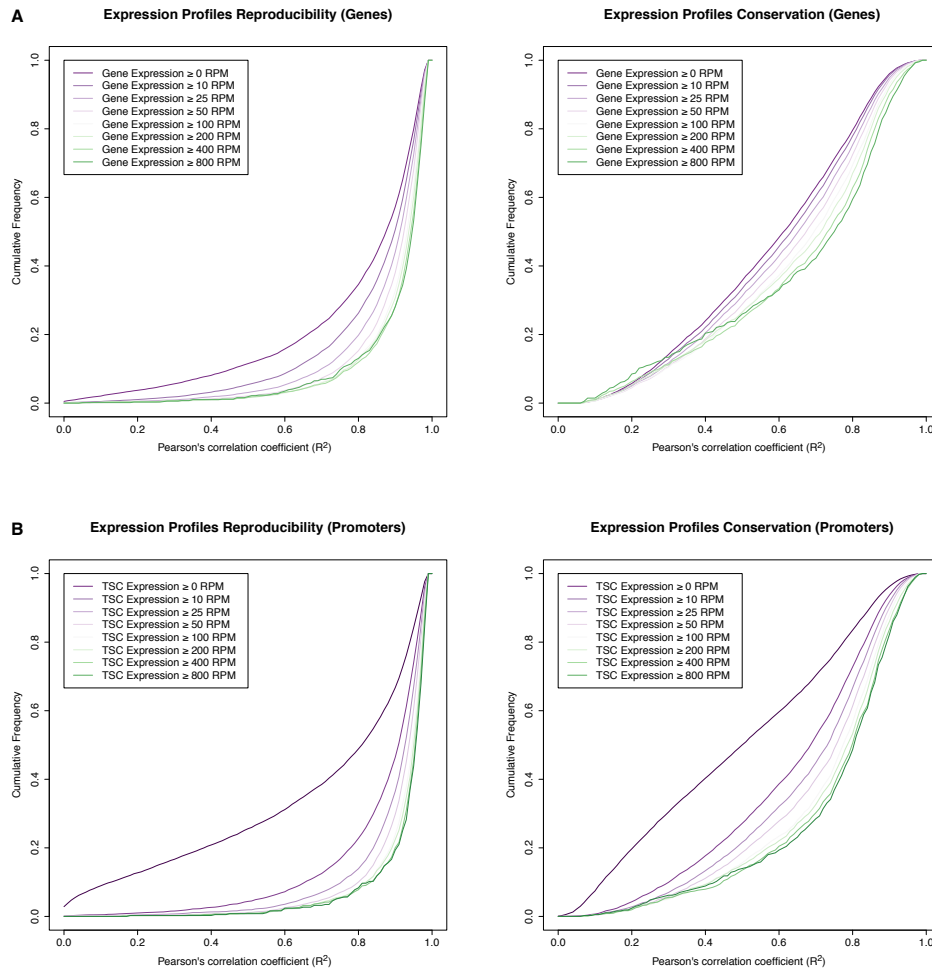 A
Expression Profiles Reproducibility (Genes)
Expression Profiles Conservation (Genes)
Cumulative Frequency
0.0
0.2
0.4
0.6
0.8
1.0
Gene Expression ≥ 0 RPM
Gene Expression ≥ 10 RPM
Gene Expression ≥ 25 RPM
Gene Expression ≥ 50 RPM
Gene Expression ≥ 100 RPM
Gene Expression ≥ 200 RPM
Gene Expression ≥ 400 RPM
Gene Expression ≥ 800 RPM
0.0 0.2 0.4 0.6 0.8 1.0
Pearson's correlation coefficient (R²)
Cumulative Frequency
0.0
0.2
0.4
0.6
0.8
1.0
Gene Expression ≥ 0 RPM
Gene Expression ≥ 10 RPM
Gene Expression ≥ 25 RPM
Gene Expression ≥ 50 RPM
Gene Expression ≥ 100 RPM
Gene Expression ≥ 200 RPM
Gene Expression ≥ 400 RPM
Gene Expression ≥ 800 RPM
0.0 0.2 0.4 0.6 0.8 1.0
Pearson's correlation coefficient (R²)
B
Expression Profiles Reproducibility (Promoters)
Expression Profiles Conservation (Promoters)
Cumulative Frequency
0.0
0.2
0.4
0.6
0.8
1.0
TSC Expression ≥ 0 RPM
TSC Expression ≥ 10 RPM
TSC Expression ≥ 25 RPM
TSC Expression ≥ 50 RPM
TSC Expression ≥ 100 RPM
TSC Expression ≥ 200 RPM
TSC Expression ≥ 400 RPM
TSC Expression ≥ 800 RPM
0.0 0.2 0.4 0.6 0.8 1.0
Pearson's correlation coefficient (R²)
Cumulative Frequency
0.0
0.2
0.4
0.6
0.8
1.0
TSC Expression ≥ 0 RPM
TSC Expression ≥ 10 RPM
TSC Expression ≥ 25 RPM
TSC Expression ≥ 50 RPM
TSC Expression ≥ 100 RPM
TSC Expression ≥ 200 RPM
TSC Expression ≥ 400 RPM
TSC Expression ≥ 800 RPM
0.0 0.2 0.4 0.6 0.8 1.0
Pearson's correlation coefficient (R²)